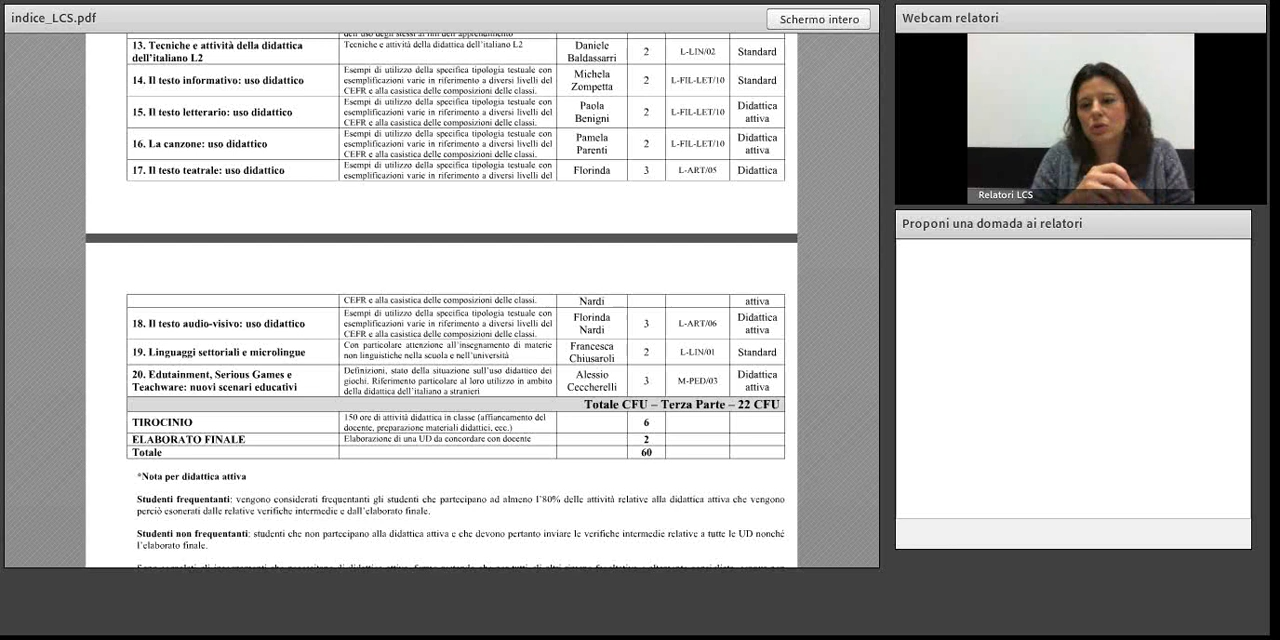 indice_LCS.pdf
Schermo intero
dell'uso degli stessi ai fini dell'apprendimento
13. Tecniche e attività della didattica
dell'italiano L2
Tecniche e attività della didattica dell'italiano L2
Daniele
Baldassarri
2
L-LIN/02
Standard
14. Il testo informativo: uso didattico
Esempi di utilizzo della specifica tipologia testuale con
esemplificazioni varie in riferimento a diversi livelli del
CEFR e alla casistica delle composizioni delle classi.
Michela
Zompetta
2
L-FIL-LET/10
Standard
15. Il testo letterario: uso didattico
Esempi di utilizzo della specifica tipologia testuale con
esemplificazioni varie in riferimento a diversi livelli del
CEFR e alla casistica delle composizioni delle classi.
Paola
Benigni
2
L-FIL-LET/10
Didattica
attiva
16. La canzone: uso didattico
Esempi di utilizzo della specifica tipologia testuale con
esemplificazioni varie in riferimento a diversi livelli del
CEFR e alla casistica delle composizioni delle classi.
Pamela
Parenti
2
L-FIL-LET/10
Didattica
attiva
17. Il testo teatrale: uso didattico
Esempi di utilizzo della specifica tipologia testuale con
esemplificazioni varie in riferimento a diversi livelli del
Florinda
3
L-ART/05
Didattica
CEFR e alla casistica delle composizioni delle classi.
Nardi
attiva
18. Il testo audio-visivo: uso didattico
Esempi di utilizzo della specifica tipologia testuale con
esemplificazioni varie in riferimento a diversi livelli del
CEFR e alla casistica delle composizioni delle classi.
Florinda
Nardi
3
L-ART/06
Didattica
attiva
19. Linguaggi settoriali e microlingue
Con particolare attenzione all'insegnamento di materie
non linguistiche nella scuola e nell'università
Francesca
Chiusaroli
2
L-LIN/01
Standard
20. Edutainment, Serious Games e
Teachware: nuovi scenari educativi
Definizioni, stato della situazione sull'uso didattico dei
giochi. Riferimento particolare al loro utilizzo in ambito
della didattica dell'italiano a stranieri
Alessio
Ceccherelli
3
M-PED/03
Didattica
attiva
Totale CFU – Terza Parte – 22 CFU
TIROCINIO
150 ore di attività didattica in classe (affiancamento del
docente, preparazione materiali didattici, ecc.)
6
ELABORATO FINALE
Elaborazione di una UD da concordare con docente
2
Totale
60
*Nota per didattica attiva
Studenti frequentanti: vengono considerati frequentanti gli studenti che partecipano ad almeno l'80% delle attività relative alla didattica attiva che vengono
perciò esonerati dalle relative verifiche intermedie e dall'elaborato finale.
Studenti non frequentanti: studenti che non partecipano alla didattica attiva e che devono pertanto inviare le verifiche intermedie relative a tutte le UD nonché
l'elaborato finale.
Webcam relatori
Relatori LCS
Proponi una domada ai relatori